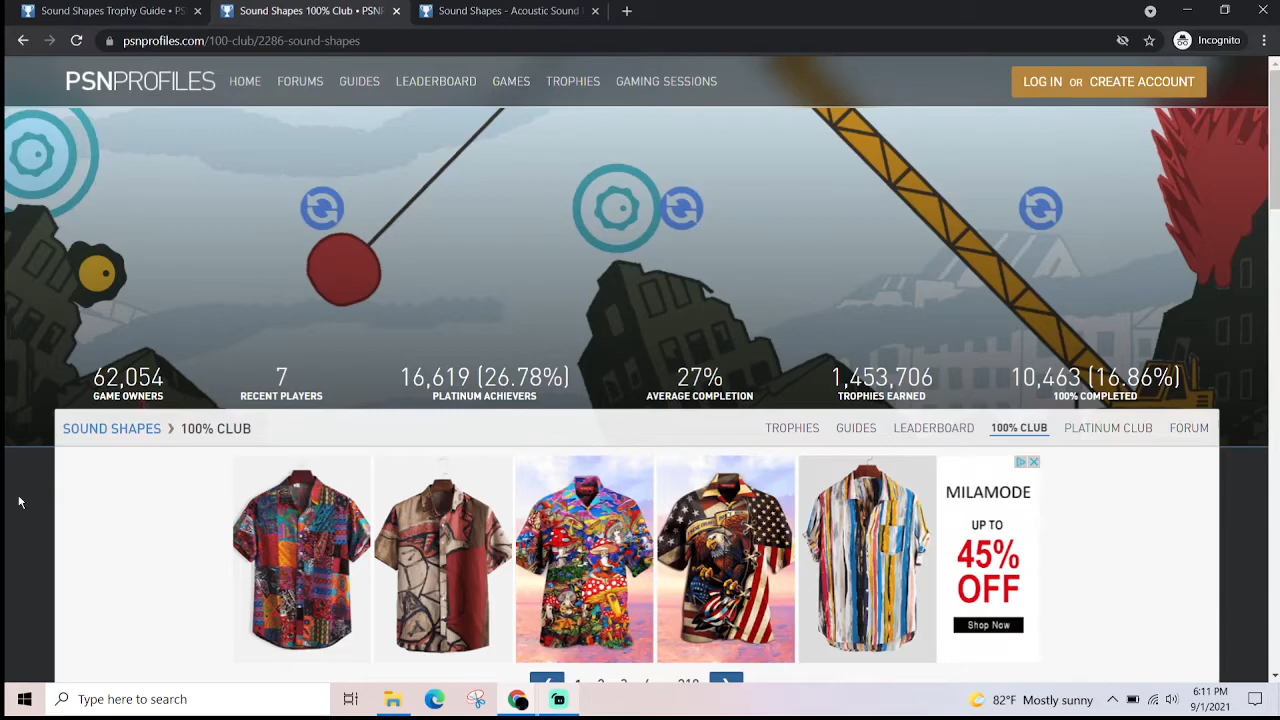 Sound Shapes Trophy Guide • PS
Sound Shapes 100% Club • PSNP
Sound Shapes - Acoustic Sound
psnprofiles.com/100-club/2286-sound-shapes
Incognito
PSNPROFILES
HOME
FORUMS
GUIDES
LEADERBOARD
GAMES
TROPHIES
GAMING SESSIONS
LOG IN OR CREATE ACCOUNT
62,054
GAME OWNERS
7
RECENT PLAYERS
16,619 (26.78%)
PLATINUM ACHIEVERS
27%
AVERAGE COMPLETION
1,453,706
TROPHIES EARNED
10,463 (16.86%)
100% COMPLETED
SOUND SHAPES > 100% CLUB
TROPHIES
GUIDES
LEADERBOARD
100% CLUB
PLATINUM CLUB
FORUM
MILAMODE
UP TO
45%
OFF
Shop Now
Type here to search
82°F Mostly sunny
6:11 PM
9/1/2021